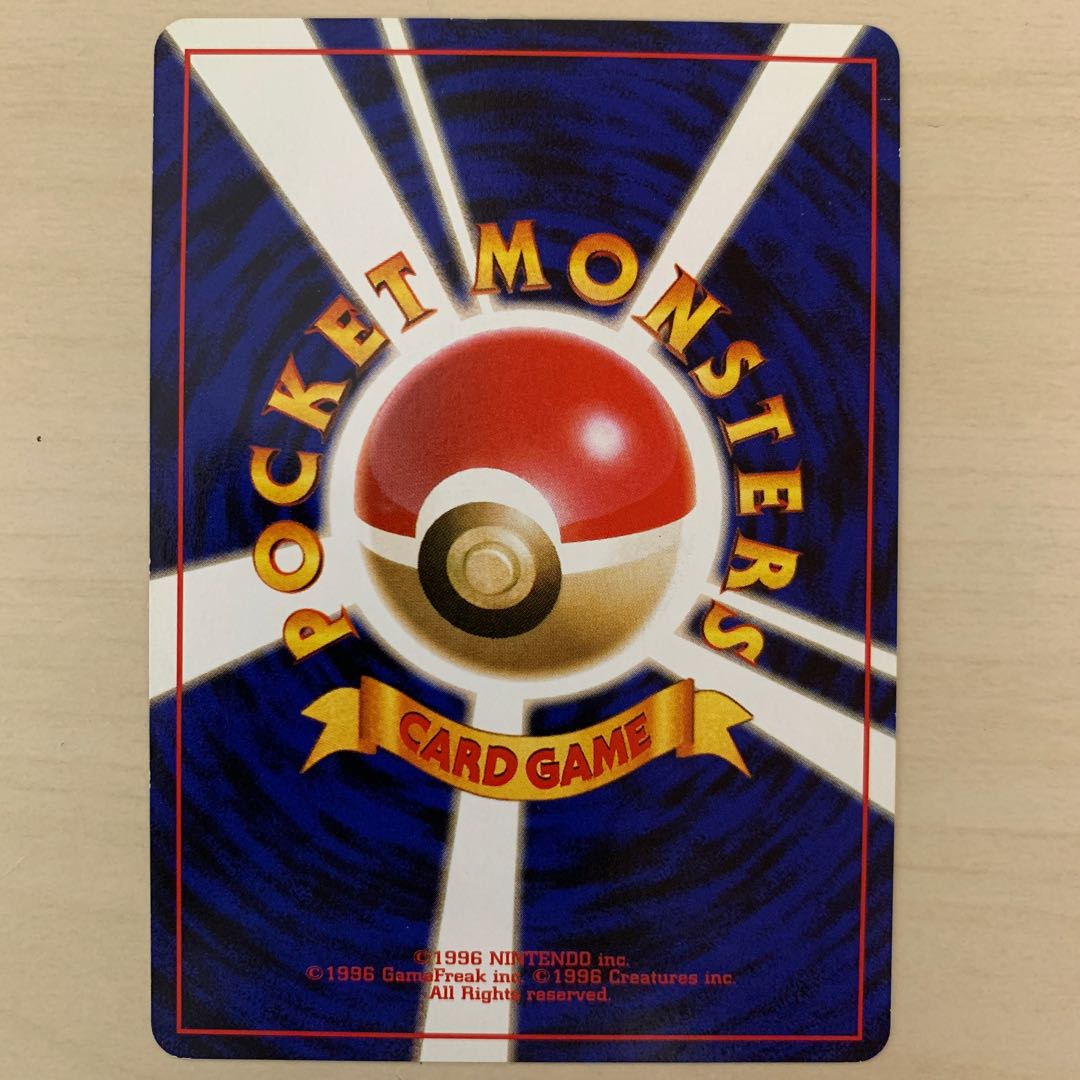 POCKET MONSTERS
CARD GAME
©1996 NINTENDO inc.
©1996 GameFreak inc. ©1996 Creatures inc.
All Rights reserved.